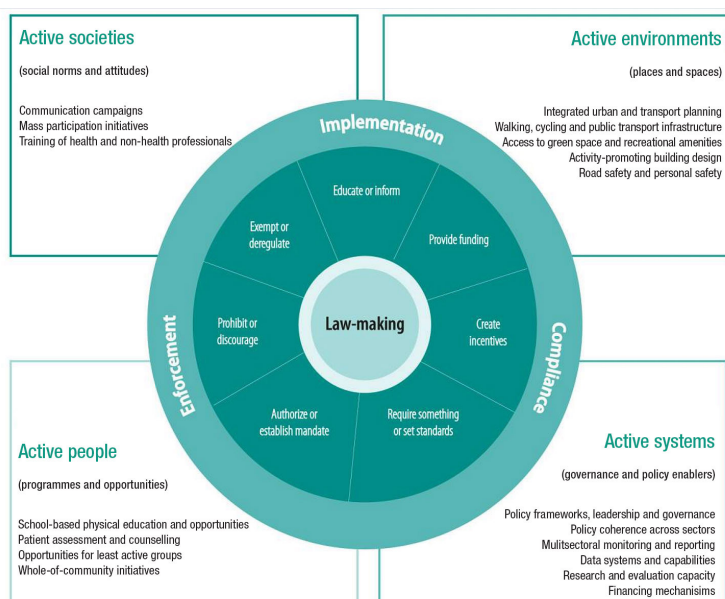 Active societies
(social norms and attitudes)
Communication campaigns
Mass participation initiatives
Training of health and non-health professionals
Active environments
(places and spaces)
Integrated urban and transport planning
Walking, cycling and public transport infrastructure
Access to green space and recreational amenities
Activity-promoting building design
Road safety and personal safety
Implementation
Educate or inform
Exempt or
deregulate
Provide funding
Enforcement
Prohibit or
discourage
Law-making
Create
incentives
Compliance
Authorize or
establish mandate
Require something
or set standards
Active people
(programmes and opportunities)
School-based physical education and opportunities
Patient assessment and counselling
Opportunities for least active groups
Whole-of-community initiatives
Active systems
(governance and policy enablers)
Policy frameworks, leadership and governance
Policy coherence across sectors
Mulitsectoral monitoring and reporting
Data systems and capabilities
Research and evaluation capacity
Financing mechanisims